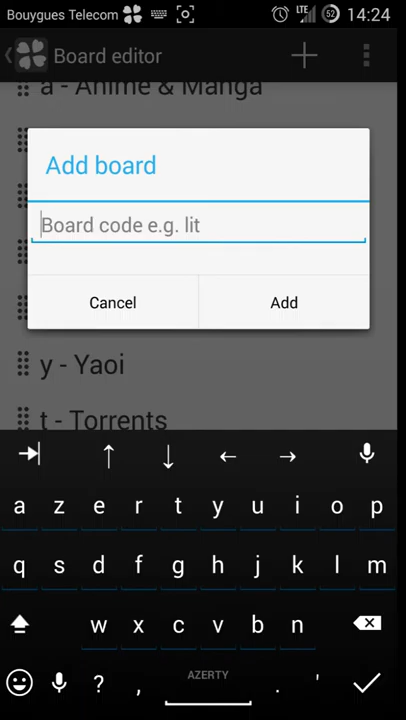 Bouygues Telecom LTE 52 14:24
Board editor
a - Anime & Manga
Add board
Board code e.g. lit
Cancel Add
y - Yaoi
t - Torrents
a z e r t y u i o p
q s d f g h j k l m
w x c v b n
? , AZERTY . '